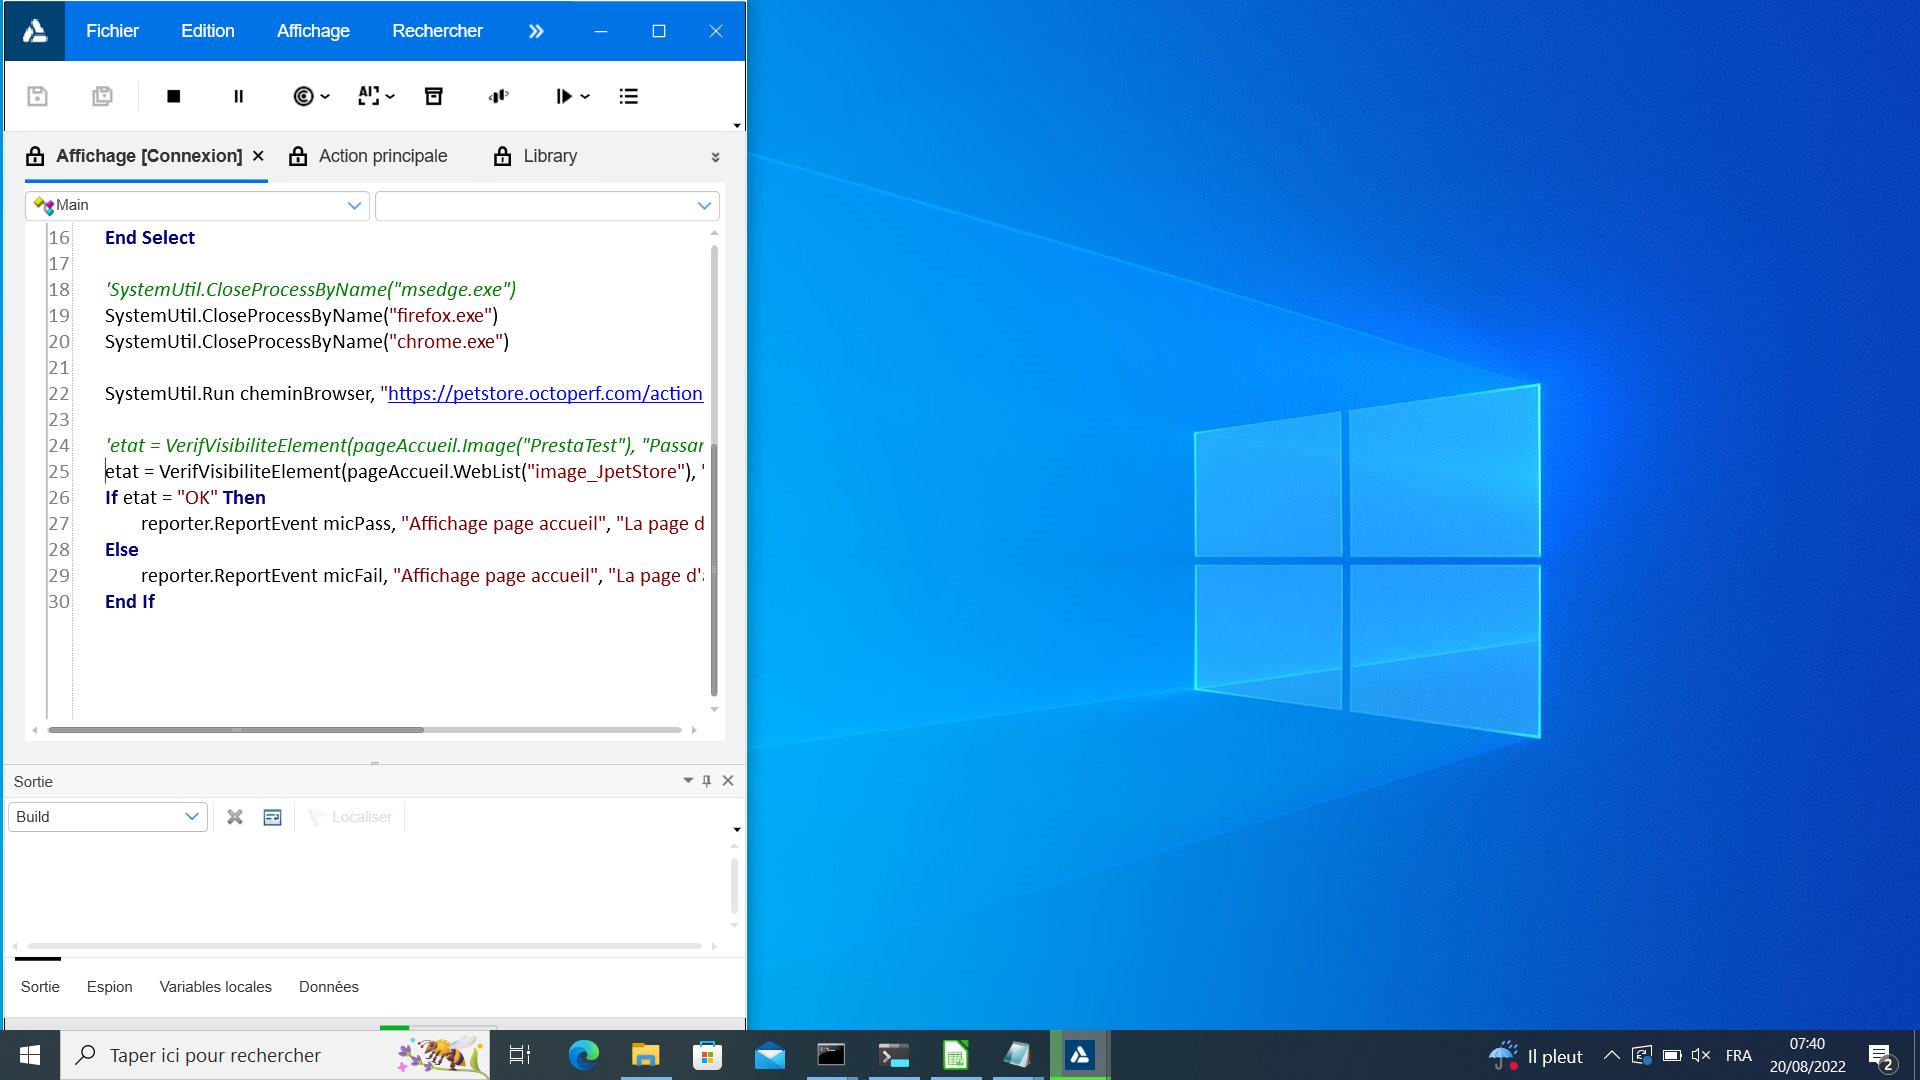 Fichier Edition Affichage Rechercher
Affichage [Connexion] Action principale Library
Main
16 End Select
17
18 'SystemUtil.CloseProcessByName("msedge.exe")
19 SystemUtil.CloseProcessByName("firefox.exe")
20 SystemUtil.CloseProcessByName("chrome.exe")
21
22 SystemUtil.Run cheminBrowser, "https://petstore.octoperf.com/action
23
24 'etat = VerifVisibiliteElement(pageAccueil.Image("PrestaTest"), "Passar
25 etat = VerifVisibiliteElement(pageAccueil.WebList("image_JpetStore"), "
26 If etat = "OK" Then
27 reporter.ReportEvent micPass, "Affichage page accueil", "La page d
28 Else
29 reporter.ReportEvent micFail, "Affichage page accueil", "La page d'
30 End If
Sortie
Build Localiser
Sortie Espion Variables locales Données
Taper ici pour rechercher
Il pleut
FRA
07:40
20/08/2022
2